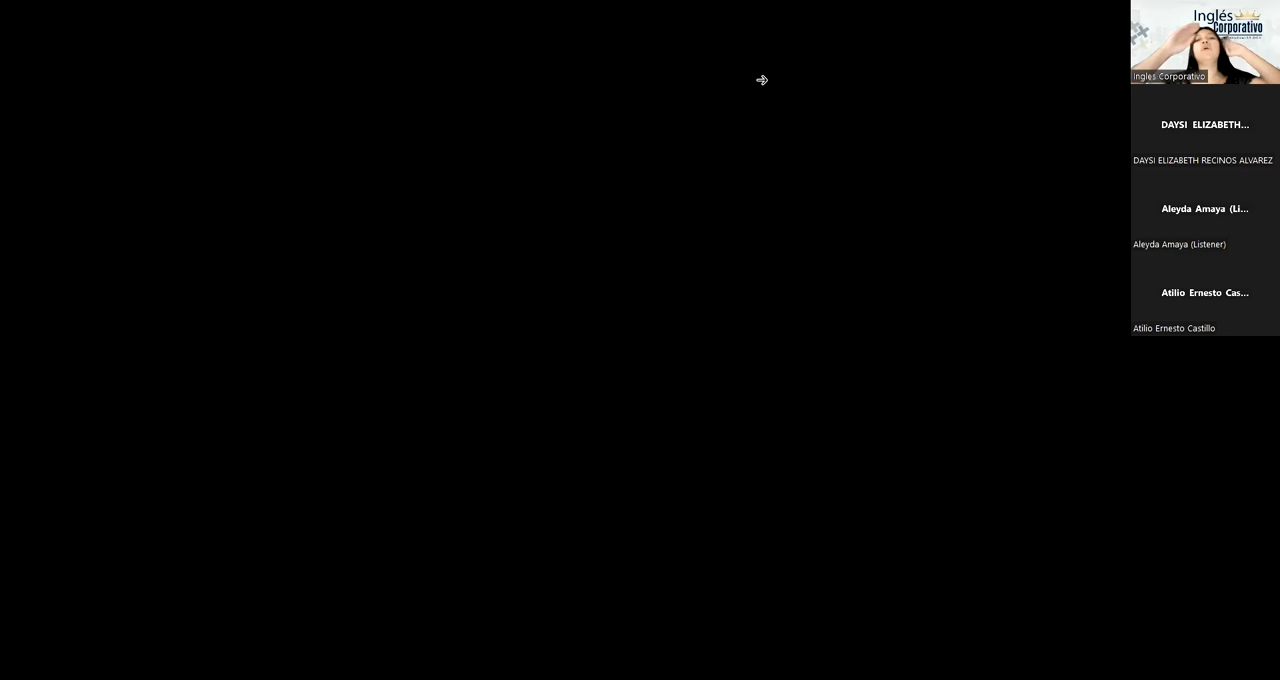 Inglés
Corporativo
Ingles Corporativo
DAYSI ELIZABETH...
DAYSI ELIZABETH RECINOS ALVAREZ
Aleyda Amaya (Li...
Aleyda Amaya (Listener)
Atilio Ernesto Cas...
Atilio Ernesto Castillo